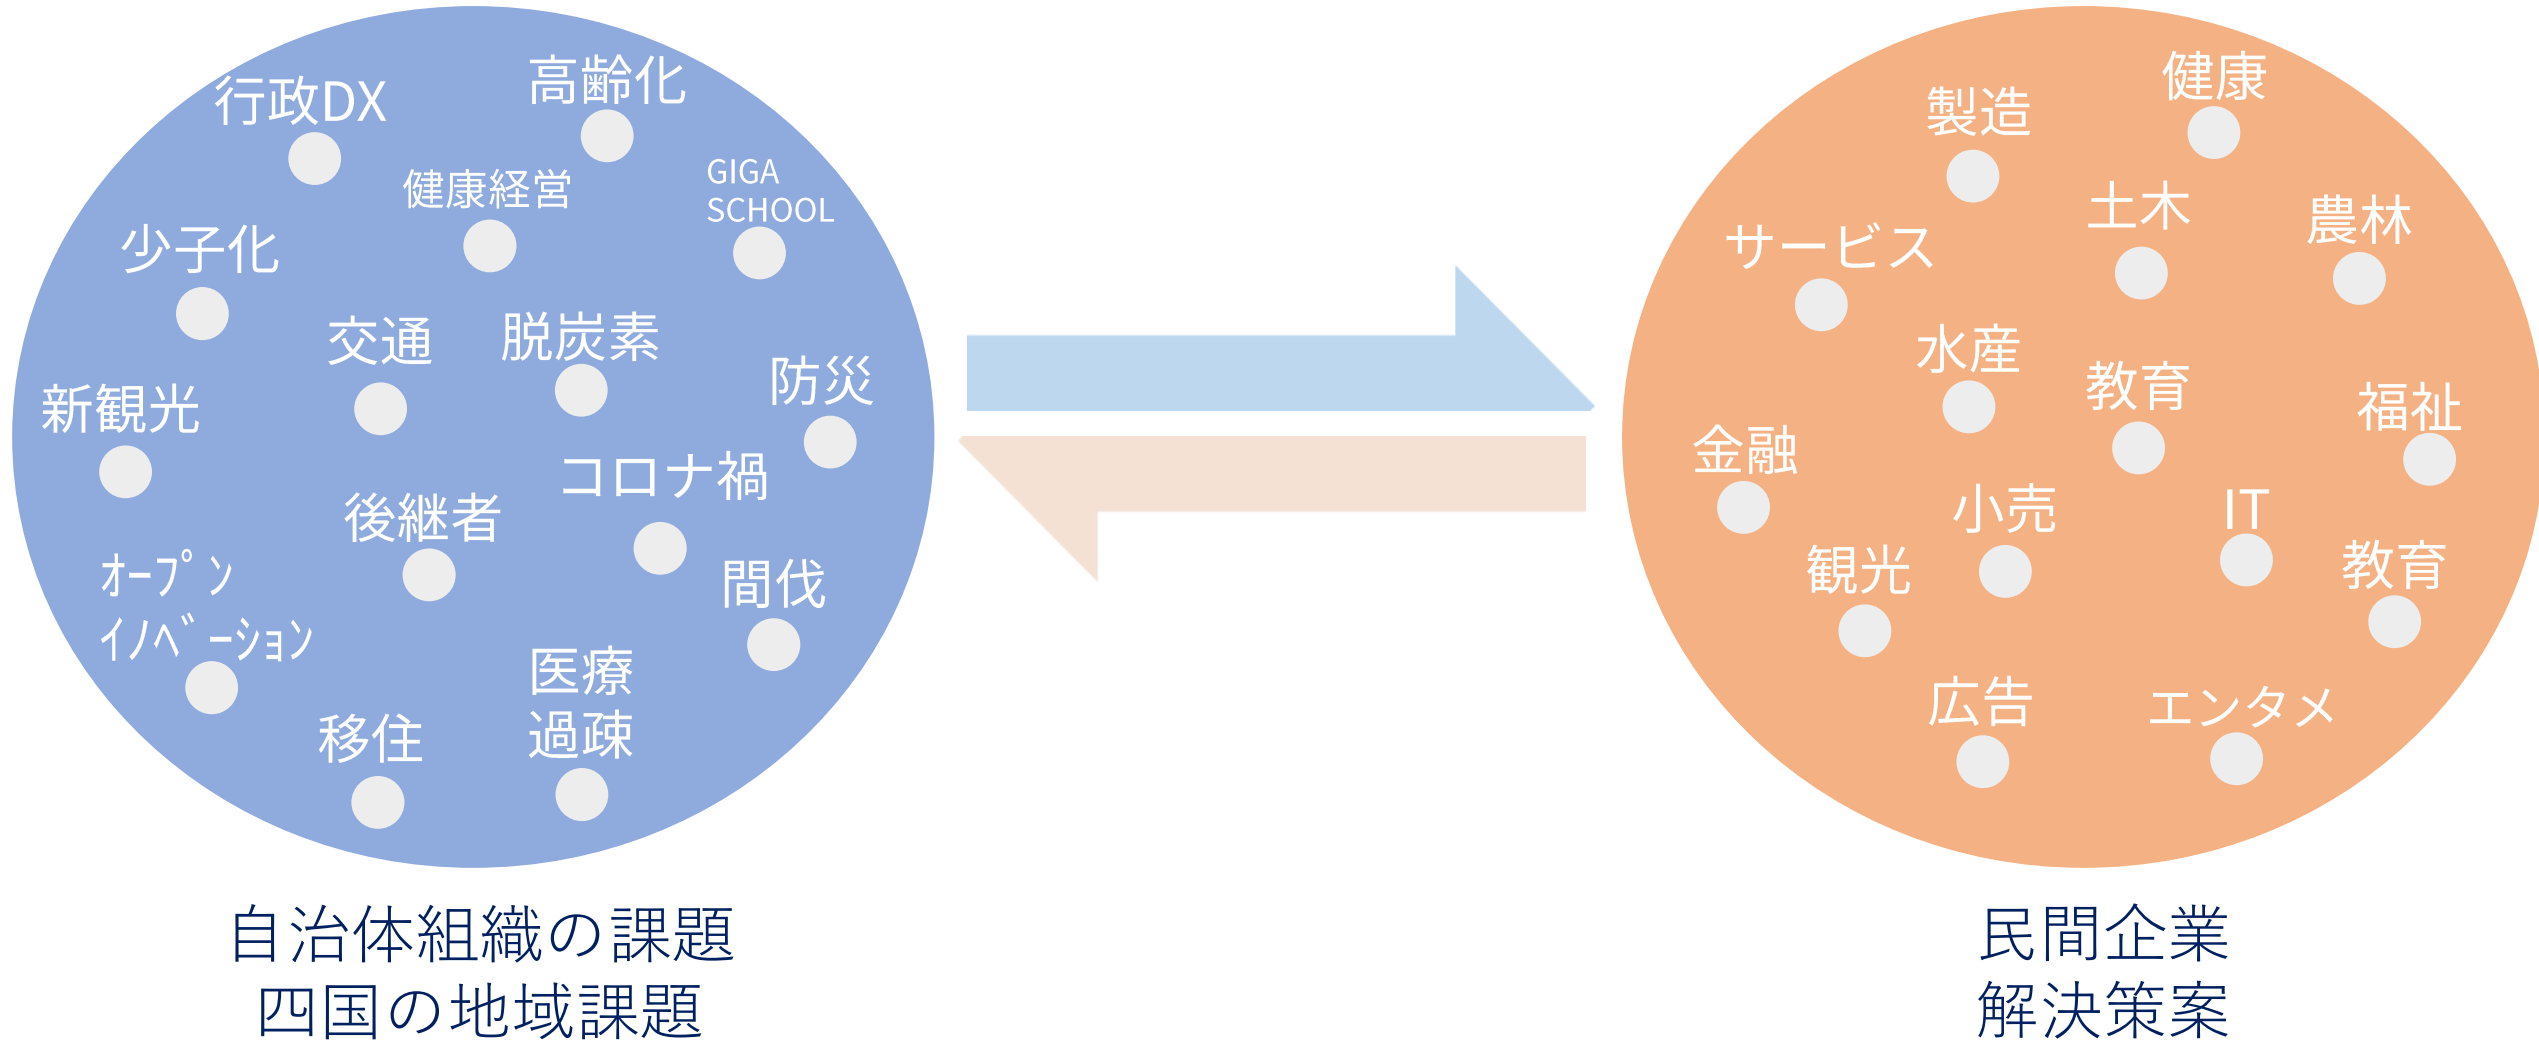 行政DX
高齢化
健康経営
GIGA
SCHOOL
少子化
交通
脱炭素
防災
新観光
コロナ禍
後継者
ｵｰﾌﾟﾝ
ｲﾉﾍﾞｰｼｮﾝ
間伐
医療
過疎
移住
自治体組織の課題
四国の地域課題
健康
製造
土木
農林
サービス
水産
教育
福祉
金融
小売
IT
観光
教育
広告
エンタメ
民間企業
解決策案